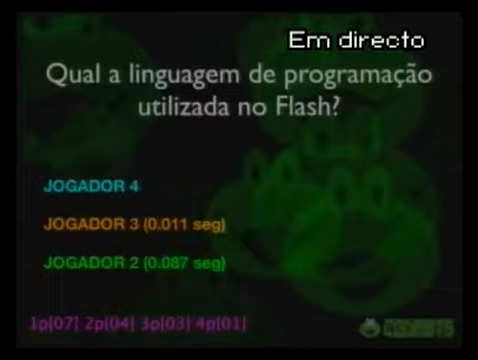 Em directo
Qual a linguagem de programação
utilizada no Flash?
JOGADOR 4
JOGADOR 3 (0.011 seg)
JOGADOR 2 (0.087 seg)
1p[07] 2p[04] 3p[03] 4p[01]